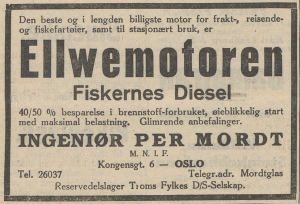 Den beste og i lengden billigste motor for frakt-, reisende-
og fiskefartøier, samt til stasjonært bruk, er
Ellwemotoren
Fiskernes Diesel
40/50 % besparelse i brennstoff-forbruket, øieblikkelig start
med maksimal belastning. Glimrende anbefalinger.
INGENIØR PER MORDT
M. N. I. F.
Kongensgt. 6 — OSLO
Tel. 26037 Telegr.adr. Mordtglas
Reservedelslager Troms Fylkes D/S-Selskap.